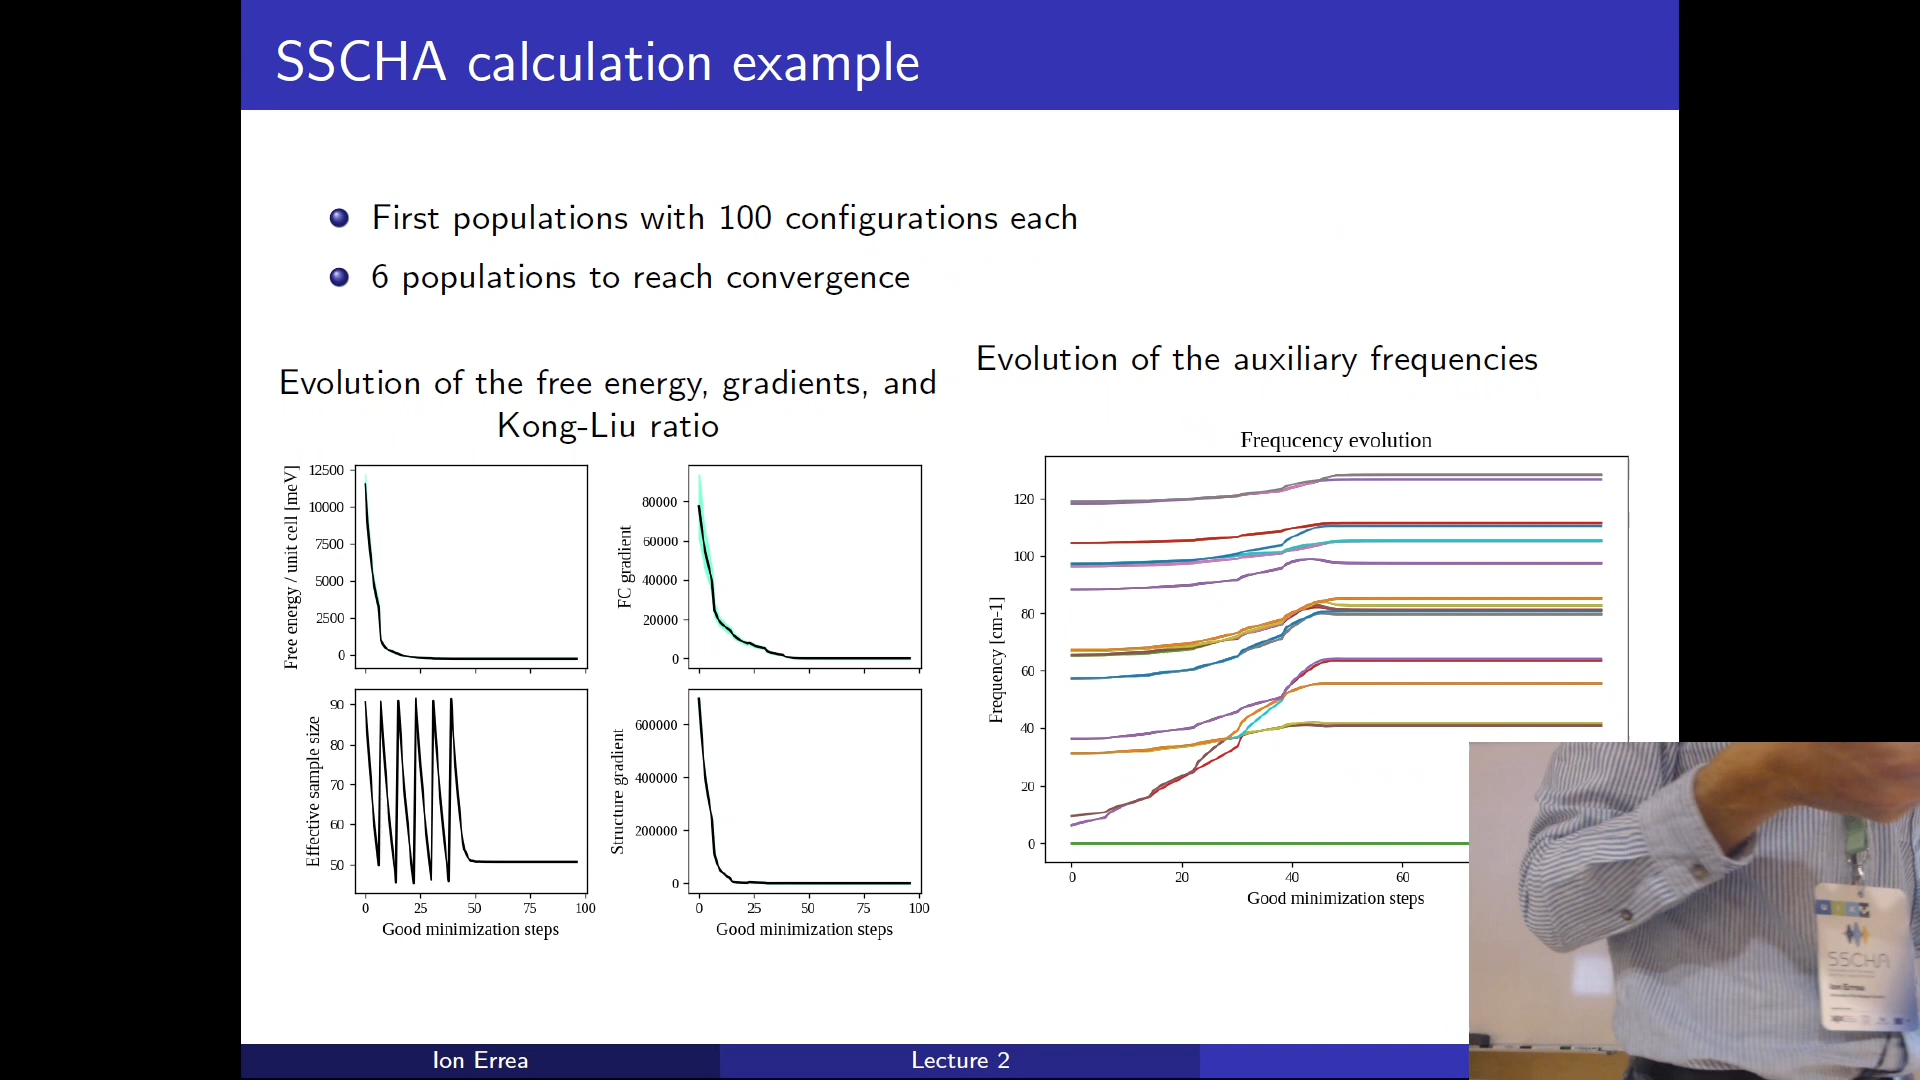 SSCHA calculation example
First populations with 100 configurations each
6 populations to reach convergence
Evolution of the free energy, gradients, and
Kong-Liu ratio
Evolution of the auxiliary frequencies
Free energy / unit cell [meV]
12500
10000
7500
5000
2500
0
FC gradient
80000
60000
40000
20000
0
Effective sample size
90
80
70
60
50
0 25 50 75 100
Good minimization steps
Structure gradient
600000
400000
200000
0
0 25 50 75 100
Good minimization steps
Frequcency evolution
Frequency [cm-1]
120
100
80
60
40
20
0
0 20 40 60
Good minimization steps
SSCHA
Ion Errea
Ion Errea
Lecture 2